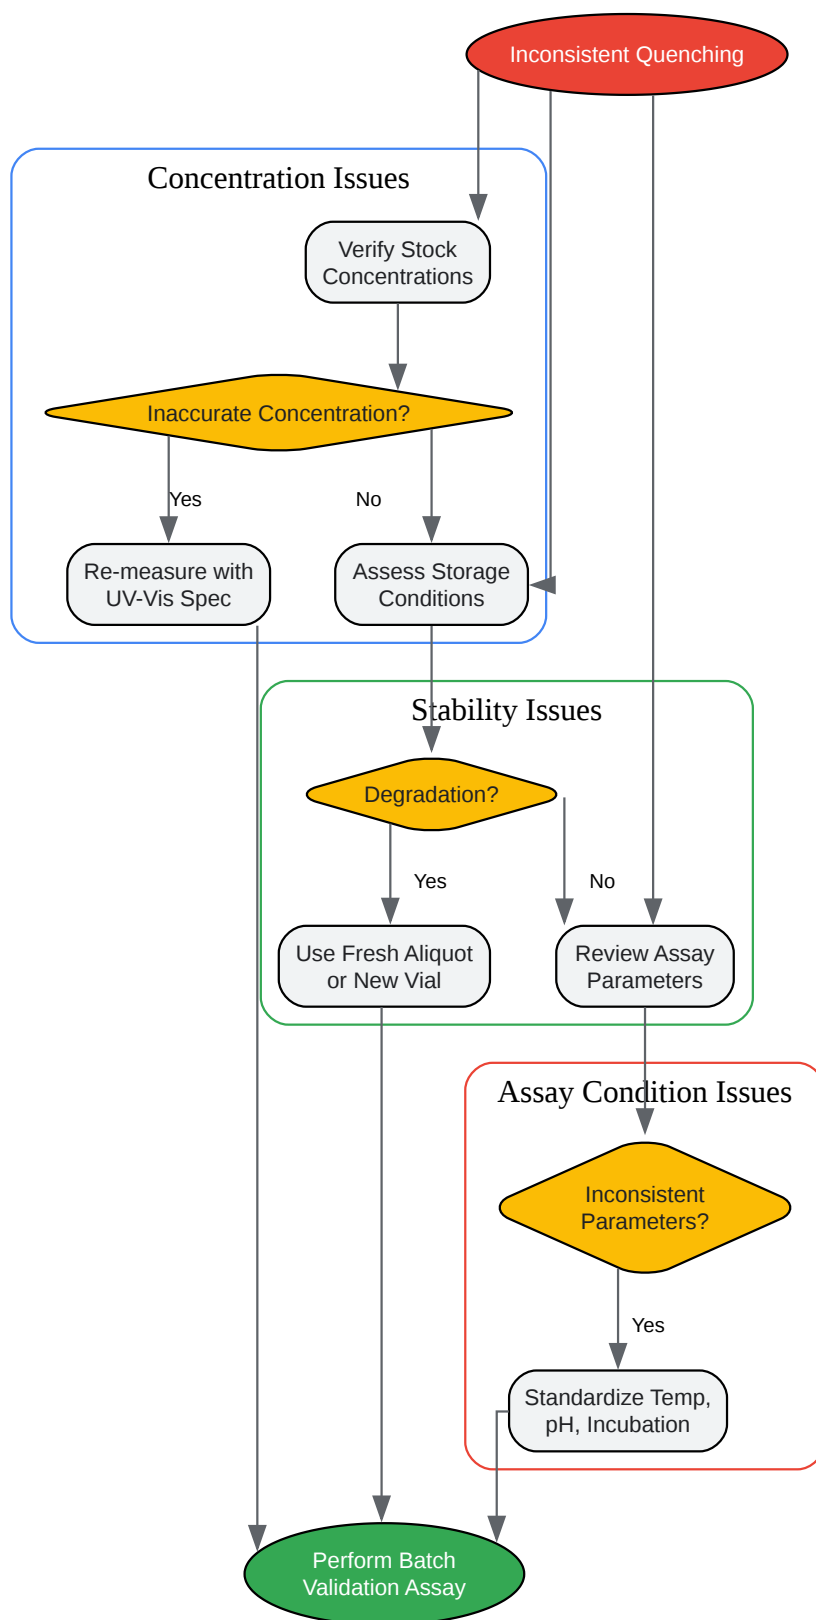 Inconsistent Quenching
Concentration Issues
Verify Stock
Concentrations
Inaccurate Concentration?
Yes
No
Re-measure with
UV-Vis Spec
Assess Storage
Conditions
Stability Issues
Degradation?
Yes
No
Use Fresh Aliquot
or New Vial
Review Assay
Parameters
Assay Condition Issues
Inconsistent
Parameters?
Yes
Standardize Temp,
pH, Incubation
Perform Batch
Validation Assay